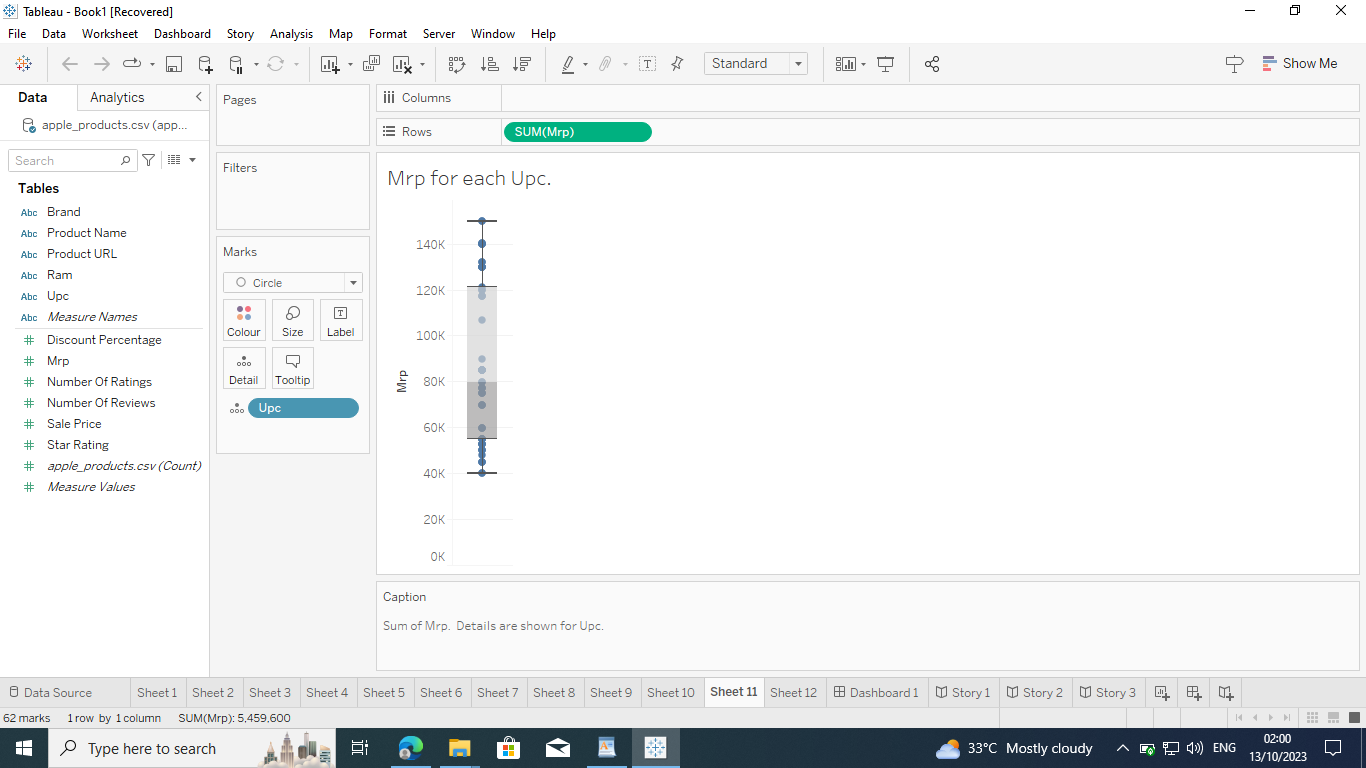 Tableau - Book1 [Recovered]
File Data Worksheet Dashboard Story Analysis Map Format Server Window Help
Standard
Show Me
Data Analytics
apple_products.csv (app...
Search
Tables
Abc Brand
Abc Product Name
Abc Product URL
Abc Ram
Abc Upc
Abc Measure Names
Discount Percentage
Mrp
Number Of Ratings
Number Of Reviews
Sale Price
Star Rating
apple_products.csv (Count)
Measure Values
Pages
Filters
Marks
Circle
Colour Size Label
Detail Tooltip
Upc
Columns
Rows SUM(Mrp)
Mrp for each Upc.
140K
120K
100K
80K
60K
40K
20K
0K
Mrp
Caption
Sum of Mrp. Details are shown for Upc.
Data Source Sheet 1 Sheet 2 Sheet 3 Sheet 4 Sheet 5 Sheet 6 Sheet 7 Sheet 8 Sheet 9 Sheet 10 Sheet 11 Sheet 12 Dashboard 1 Story 1 Story 2 Story 3
62 marks 1 row by 1 column SUM(Mrp): 5,459,600
Type here to search
33°C Mostly cloudy
ENG
02:00
13/10/2023